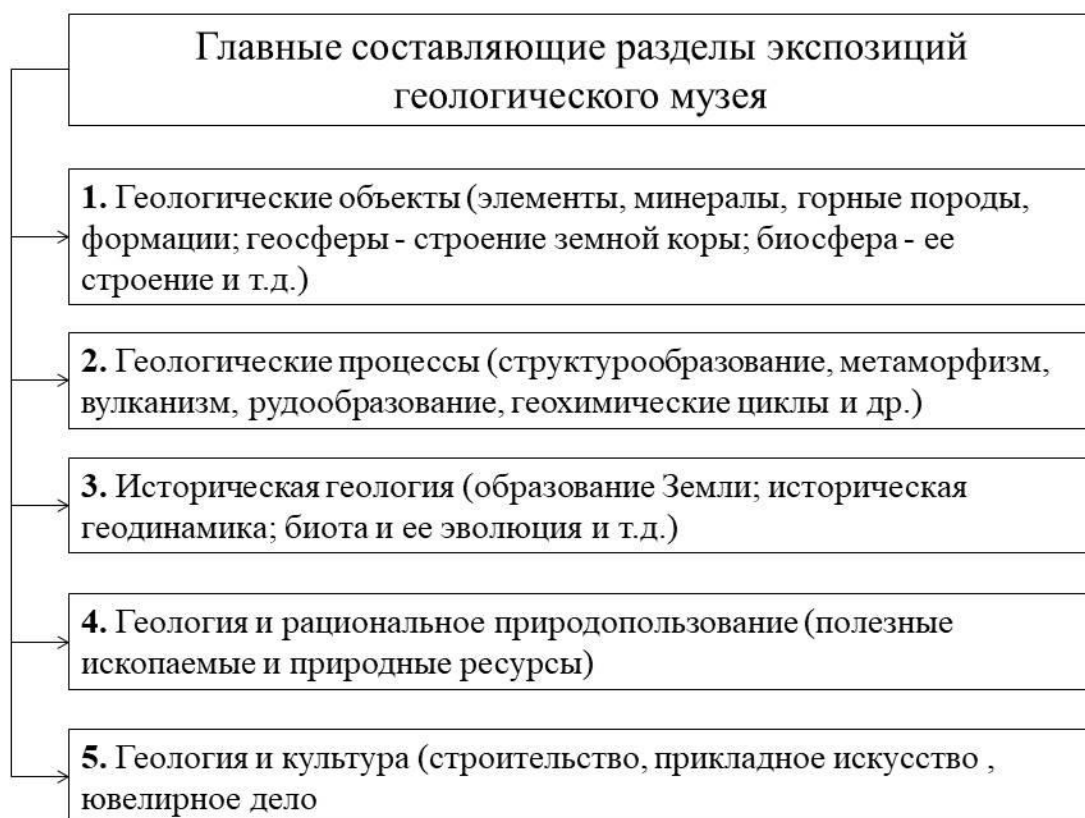 Главные составляющие разделы экспозиций
геологического музея
1. Геологические объекты (элементы, минералы, горные породы,
формации; геосферы - строение земной коры; биосфера - ее
строение и т.д.)
2. Геологические процессы (структурообразование, метаморфизм,
вулканизм, рудообразование, геохимические циклы и др.)
3. Историческая геология (образование Земли; историческая
геодинамика; биота и ее эволюция и т.д.)
4. Геология и рациональное природопользование (полезные
ископаемые и природные ресурсы)
5. Геология и культура (строительство, прикладное искусство ,
ювелирное дело